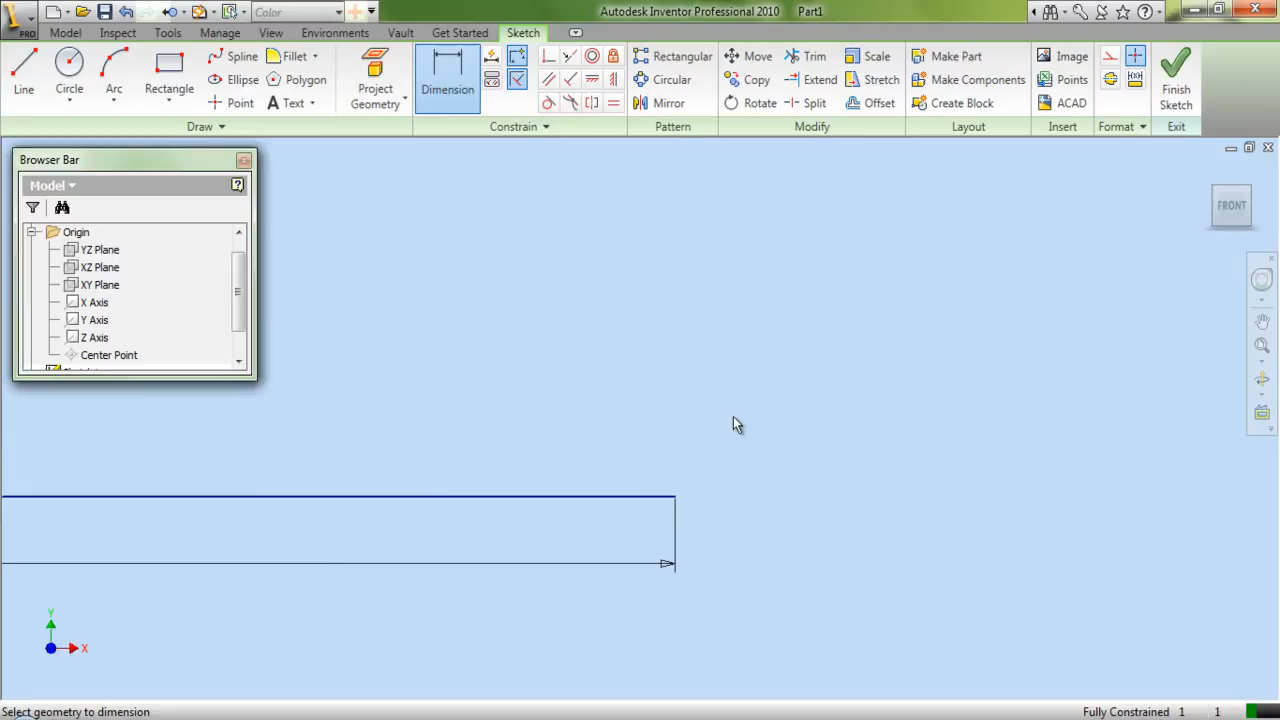 Color
Autodesk Inventor Professional 2010 Part1
PRO
Model Inspect Tools Manage View Environments Vault Get Started Sketch
Line Circle Arc Rectangle
Spline Fillet
Ellipse Polygon
Point Text
Project Geometry
Dimension
Rectangular
Circular
Mirror
Move Trim Scale
Copy Extend Stretch
Rotate Split Offset
Make Part
Make Components
Create Block
Image
Points
ACAD
Finish Sketch
Draw Constrain Pattern Modify Layout Insert Format Exit
Browser Bar
Model
Origin
YZ Plane
XZ Plane
XY Plane
X Axis
Y Axis
Z Axis
Center Point
FRONT
Y
X
Select geometry to dimension
Fully Constrained 1 1